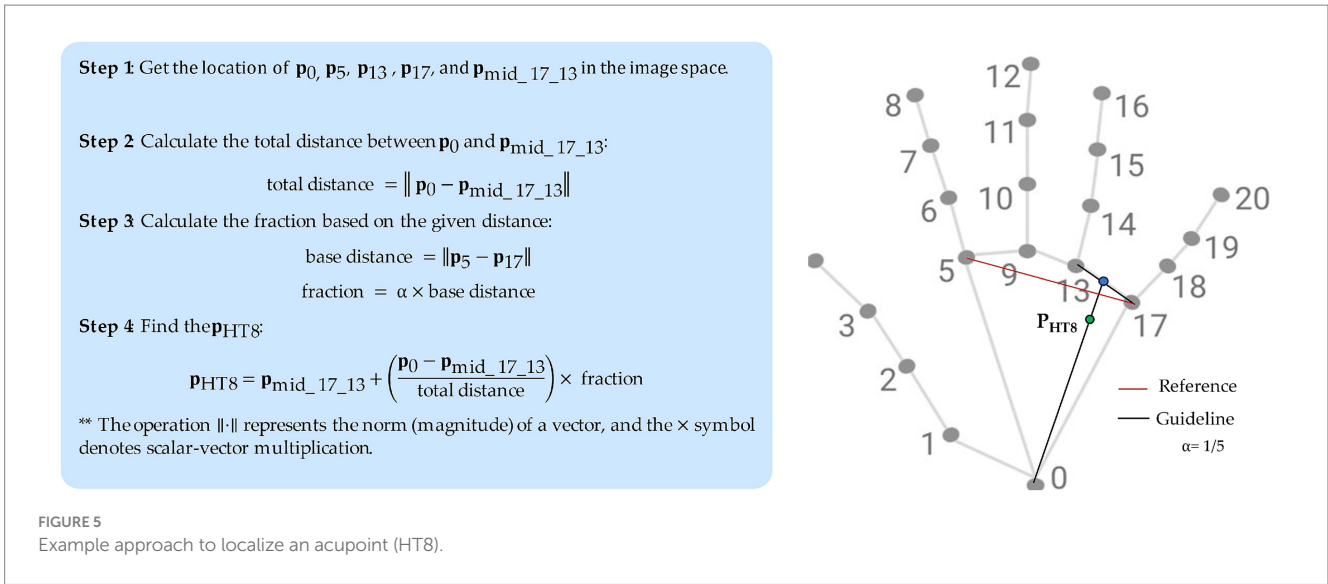 Step 1: Get the location of p0, p5, p13, p17, and pmid_17_13 in the image space.
Step 2: Calculate the total distance between p0 and pmid_17_13:
total distance = ‖p0 − pmid_17_13‖
Step 3: Calculate the fraction based on the given distance:
base distance = ‖p5 − p17‖
fraction = α × base distance
Step 4: Find the pHT8:
pHT8 = pmid_17_13 + ((p0 − pmid_17_13) / total distance) × fraction
** The operation ‖·‖ represents the norm (magnitude) of a vector, and the × symbol
denotes scalar-vector multiplication.
12
8
16
11
7
15
6
10
14
20
19
5
9
13
18
17
3
PHT8
2
Reference
Guideline
α= 1/5
1
0
FIGURE 5
Example approach to localize an acupoint (HT8).